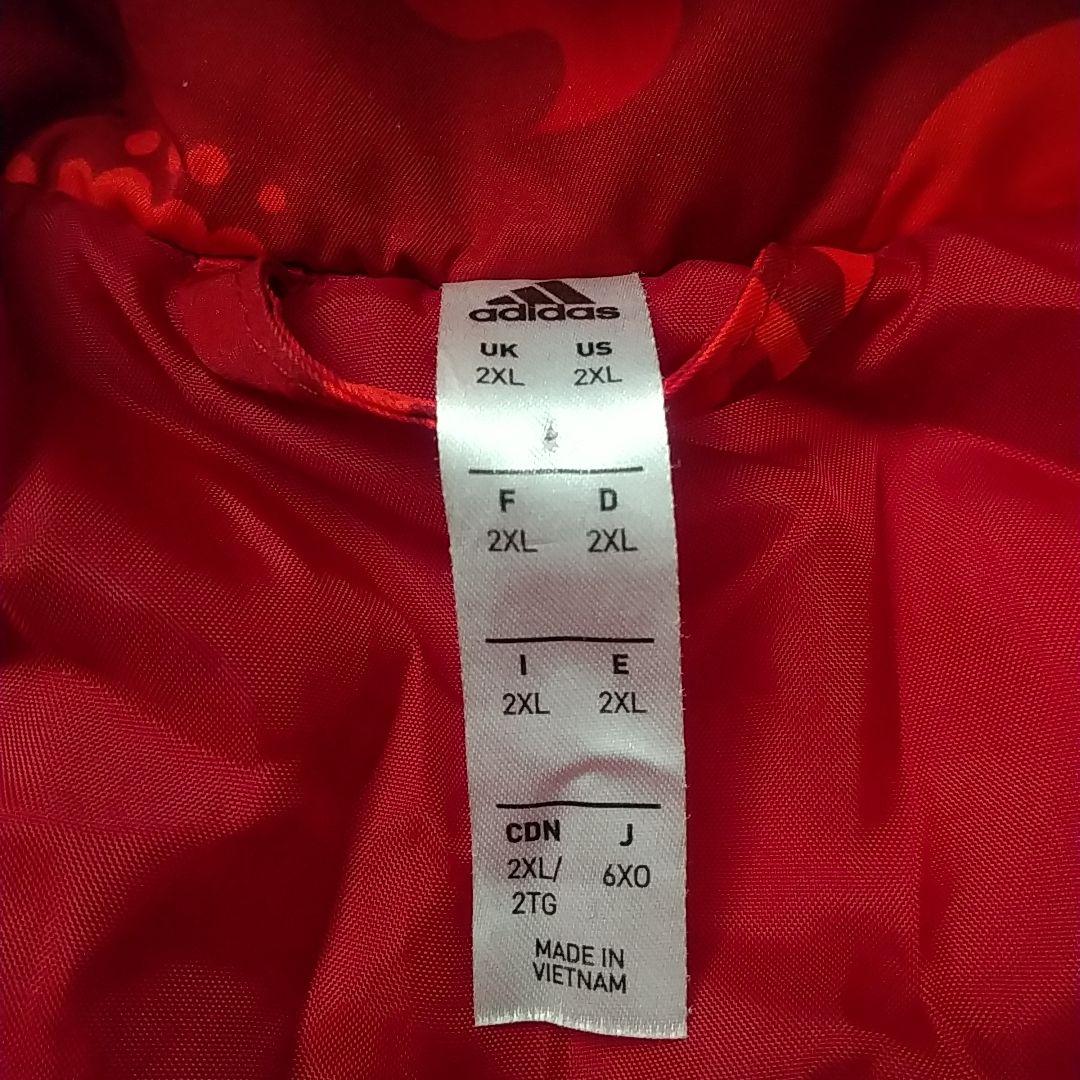 adidas
UK US
2XL 2XL
F D
2XL 2XL
I E
2XL 2XL
CDN J
2XL/ 6XO
2TG
MADE IN
VIETNAM